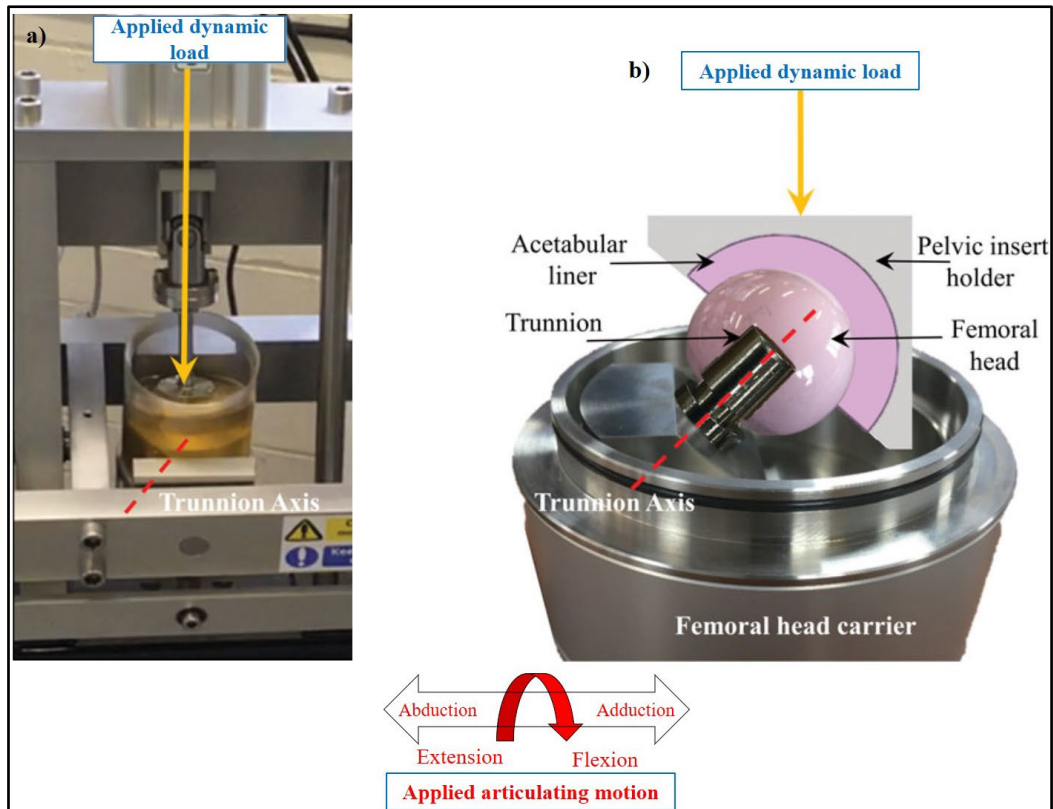 a)
Applied dynamic
load
b)
Applied dynamic load
Acetabular
liner
Pelvic insert
holder
Trunnion
Femoral
head
Trunnion Axis
Trunnion Axis
Femoral head carrier
Abduction
Adduction
Extension
Flexion
Applied articulating motion